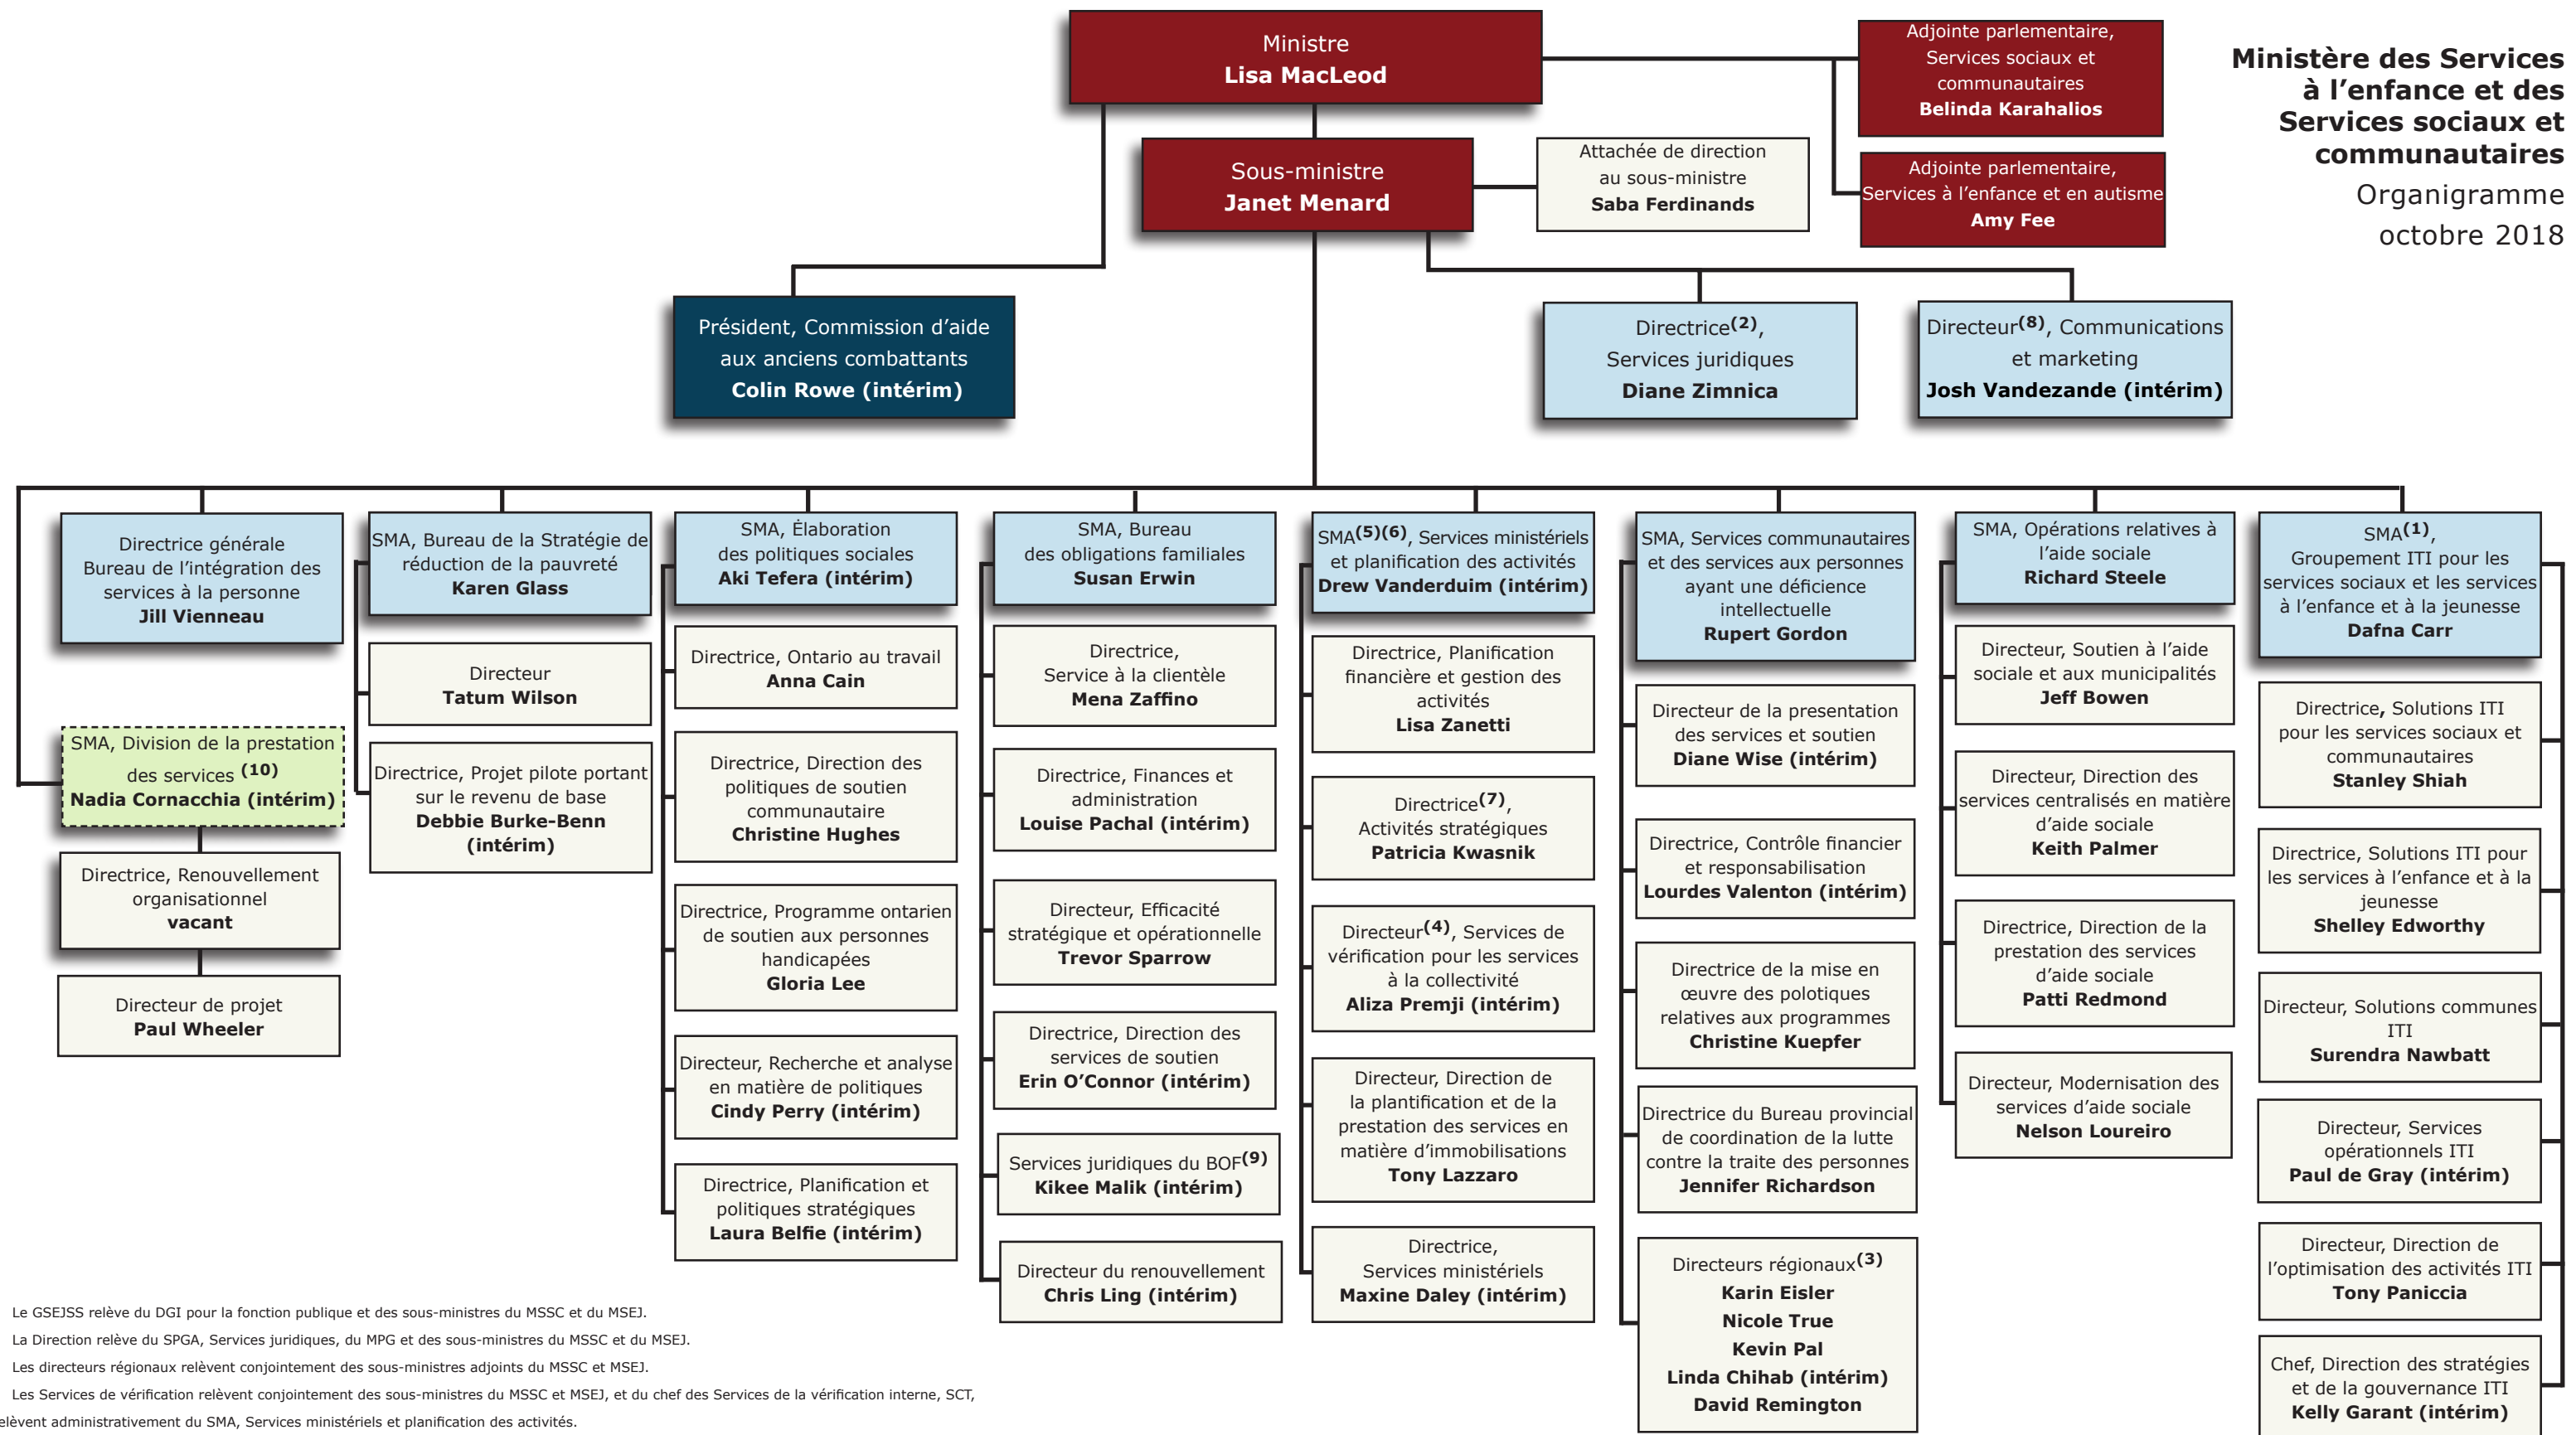 Ministre
Lisa MacLeod
Adjointe parlementaire,
Services sociaux et
communautaires
Belinda Karahalios
Ministère des Services
à l’enfance et des
Services sociaux et
communautaires
Organigramme
octobre 2018
Sous-ministre
Janet Menard
Attachée de direction
au sous-ministre
Saba Ferdinands
Adjointe parlementaire,
Services à l’enfance et en autisme
Amy Fee
Président, Commission d’aide
aux anciens combattants
Colin Rowe (intérim)
Directrice(2),
Services juridiques
Diane Zimnica
Directeur(8), Communications
et marketing
Josh Vandezande (intérim)
Directrice générale
Bureau de l’intégration des
services à la personne
Jill Vienneau
SMA, Division de la prestation
des services (10)
Nadia Cornacchia (intérim)
Directrice, Renouvellement
organisationnel
vacant
Directeur de projet
Paul Wheeler
SMA, Bureau de la Stratégie de
réduction de la pauvreté
Karen Glass
Directeur
Tatum Wilson
Directrice, Projet pilote portant
sur le revenu de base
Debbie Burke-Benn
(intérim)
SMA, Élaboration
des politiques sociales
Aki Tefera (intérim)
Directrice, Ontario au travail
Anna Cain
Directrice, Direction des
politiques de soutien
communautaire
Christine Hughes
Directrice, Programme ontarien
de soutien aux personnes
handicapées
Gloria Lee
Directeur, Recherche et analyse
en matière de politiques
Cindy Perry (intérim)
Directrice, Planification et
politiques stratégiques
Laura Belfie (intérim)
SMA, Bureau
des obligations familiales
Susan Erwin
Directrice,
Service à la clientèle
Mena Zaffino
Directrice, Finances et
administration
Louise Pachal (intérim)
Directeur, Efficacité
stratégique et opérationnelle
Trevor Sparrow
Directrice, Direction des
services de soutien
Erin O’Connor (intérim)
Services juridiques du BOF(9)
Kikee Malik (intérim)
Directeur du renouvellement
Chris Ling (intérim)
SMA(5)(6), Services ministériels
et planification des activités
Drew Vanderduim (intérim)
Directrice, Planification
financière et gestion des
activités
Lisa Zanetti
Directrice(7),
Activités stratégiques
Patricia Kwasnik
Directeur(4), Services de
vérification pour les services
à la collectivité
Aliza Premji (intérim)
Directeur, Direction de
la plantification et de la
prestation des services en
matière d’immobilisations
Tony Lazzaro
Directrice,
Services ministériels
Maxine Daley (intérim)
SMA, Services communautaires
et des services aux personnes
ayant une déficience
intellectuelle
Rupert Gordon
Directeur de la presentation
des services et soutien
Diane Wise (intérim)
Directrice, Contrôle financier
et responsabilisation
Lourdes Valenton (intérim)
Directrice de la mise en
œuvre des polotiques
relatives aux programmes
Christine Kuepfer
Directrice du Bureau provincial
de coordination de la lutte
contre la traite des personnes
Jennifer Richardson
Directeurs régionaux(3)
Karin Eisler
Nicole True
Kevin Pal
Linda Chihab (intérim)
David Remington
SMA, Opérations relatives à
l’aide sociale
Richard Steele
Directeur, Soutien à l’aide
sociale et aux municipalités
Jeff Bowen
Directeur, Direction des
services centralisés en matière
d’aide sociale
Keith Palmer
Directrice, Direction de la
prestation des services
d’aide sociale
Patti Redmond
Directeur, Modernisation des
services d’aide sociale
Nelson Loureiro
SMA(1),
Groupement ITI pour les
services sociaux et les services
à l’enfance et à la jeunesse
Dafna Carr
Directrice, Solutions ITI
pour les services sociaux et
communautaires
Stanley Shiah
Directrice, Solutions ITI pour
les services à l’enfance et à la
jeunesse
Shelley Edworthy
Directeur, Solutions communes
ITI
Surendra Nawbatt
Directeur, Services
opérationnels ITI
Paul de Gray (intérim)
Directeur, Direction de
l’optimisation des activités ITI
Tony Paniccia
Chef, Direction des stratégies
et de la gouvernance ITI
Kelly Garant (intérim)
Le GSEJSS relève du DGI pour la fonction publique et des sous-ministres du MSSC et du MSEJ.
La Direction relève du SPGA, Services juridiques, du MPG et des sous-ministres du MSSC et du MSEJ.
Les directeurs régionaux relèvent conjointement des sous-ministres adjoints du MSSC et MSEJ.
Les Services de vérification relèvent conjointement des sous-ministres du MSSC et MSEJ, et du chef des Services de la vérification interne, SCT,
elèvent administrativement du SMA, Services ministériels et planification des activités.